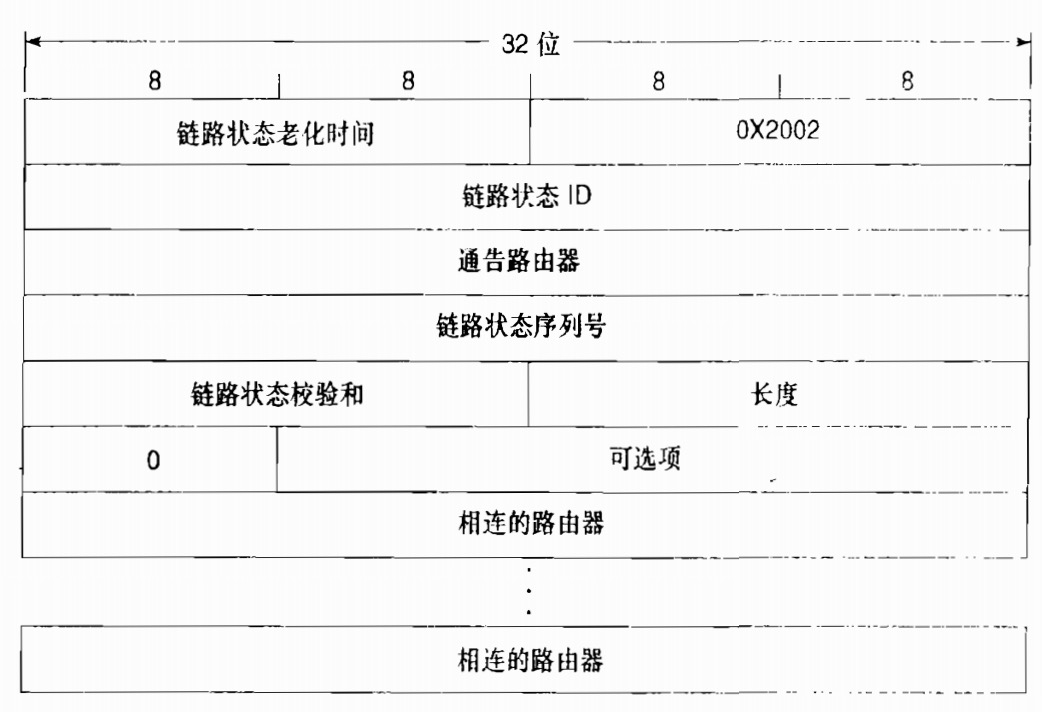 32 位
8 8 8 8
链路状态老化时间 0X2002
链路状态 ID
通告路由器
链路状态序列号
链路状态校验和 长度
0 可选项
相连的路由器
相连的路由器